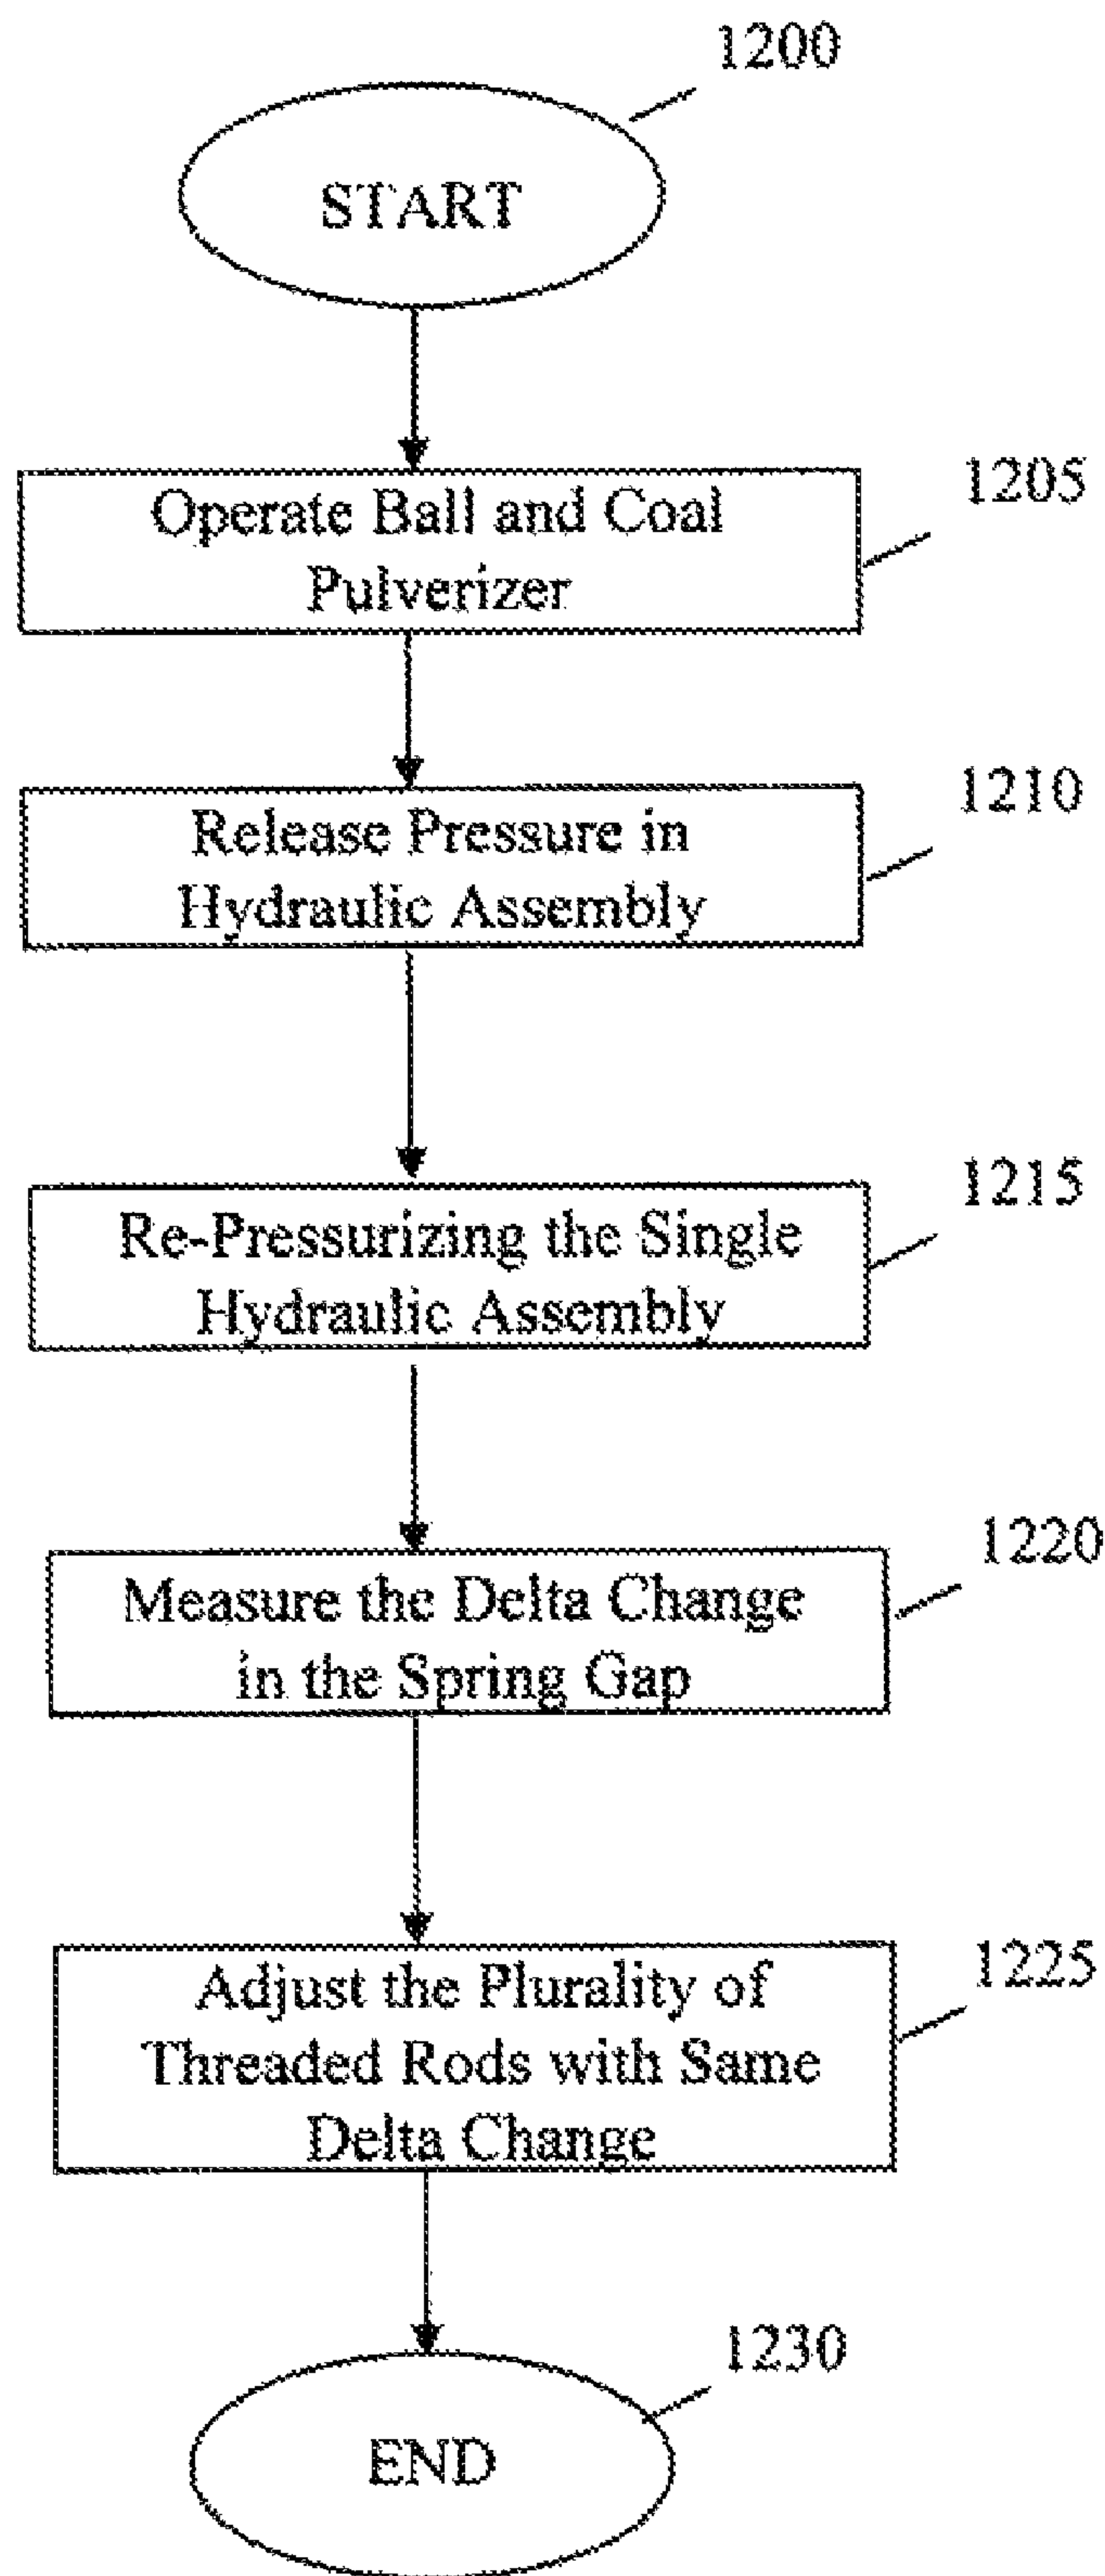 1200
START
1205
Operate Ball and Coal
Pulverizer
1210
Release Pressure in
Hydraulic Assembly
1215
Re-Pressurizing the Single
Hydraulic Assembly
1220
Measure the Delta Change
in the Spring Gap
1225
Adjust the Plurality of
Threaded Rods with Same
Delta Change
1230
END